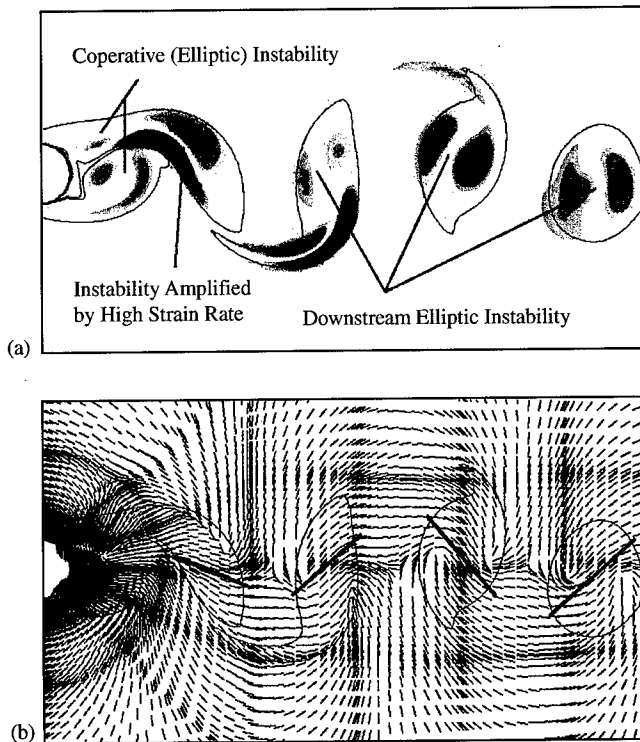 Coperative (Elliptic) Instability
Instability Amplified
by High Strain Rate
Downstream Elliptic Instability
(a)
(b)